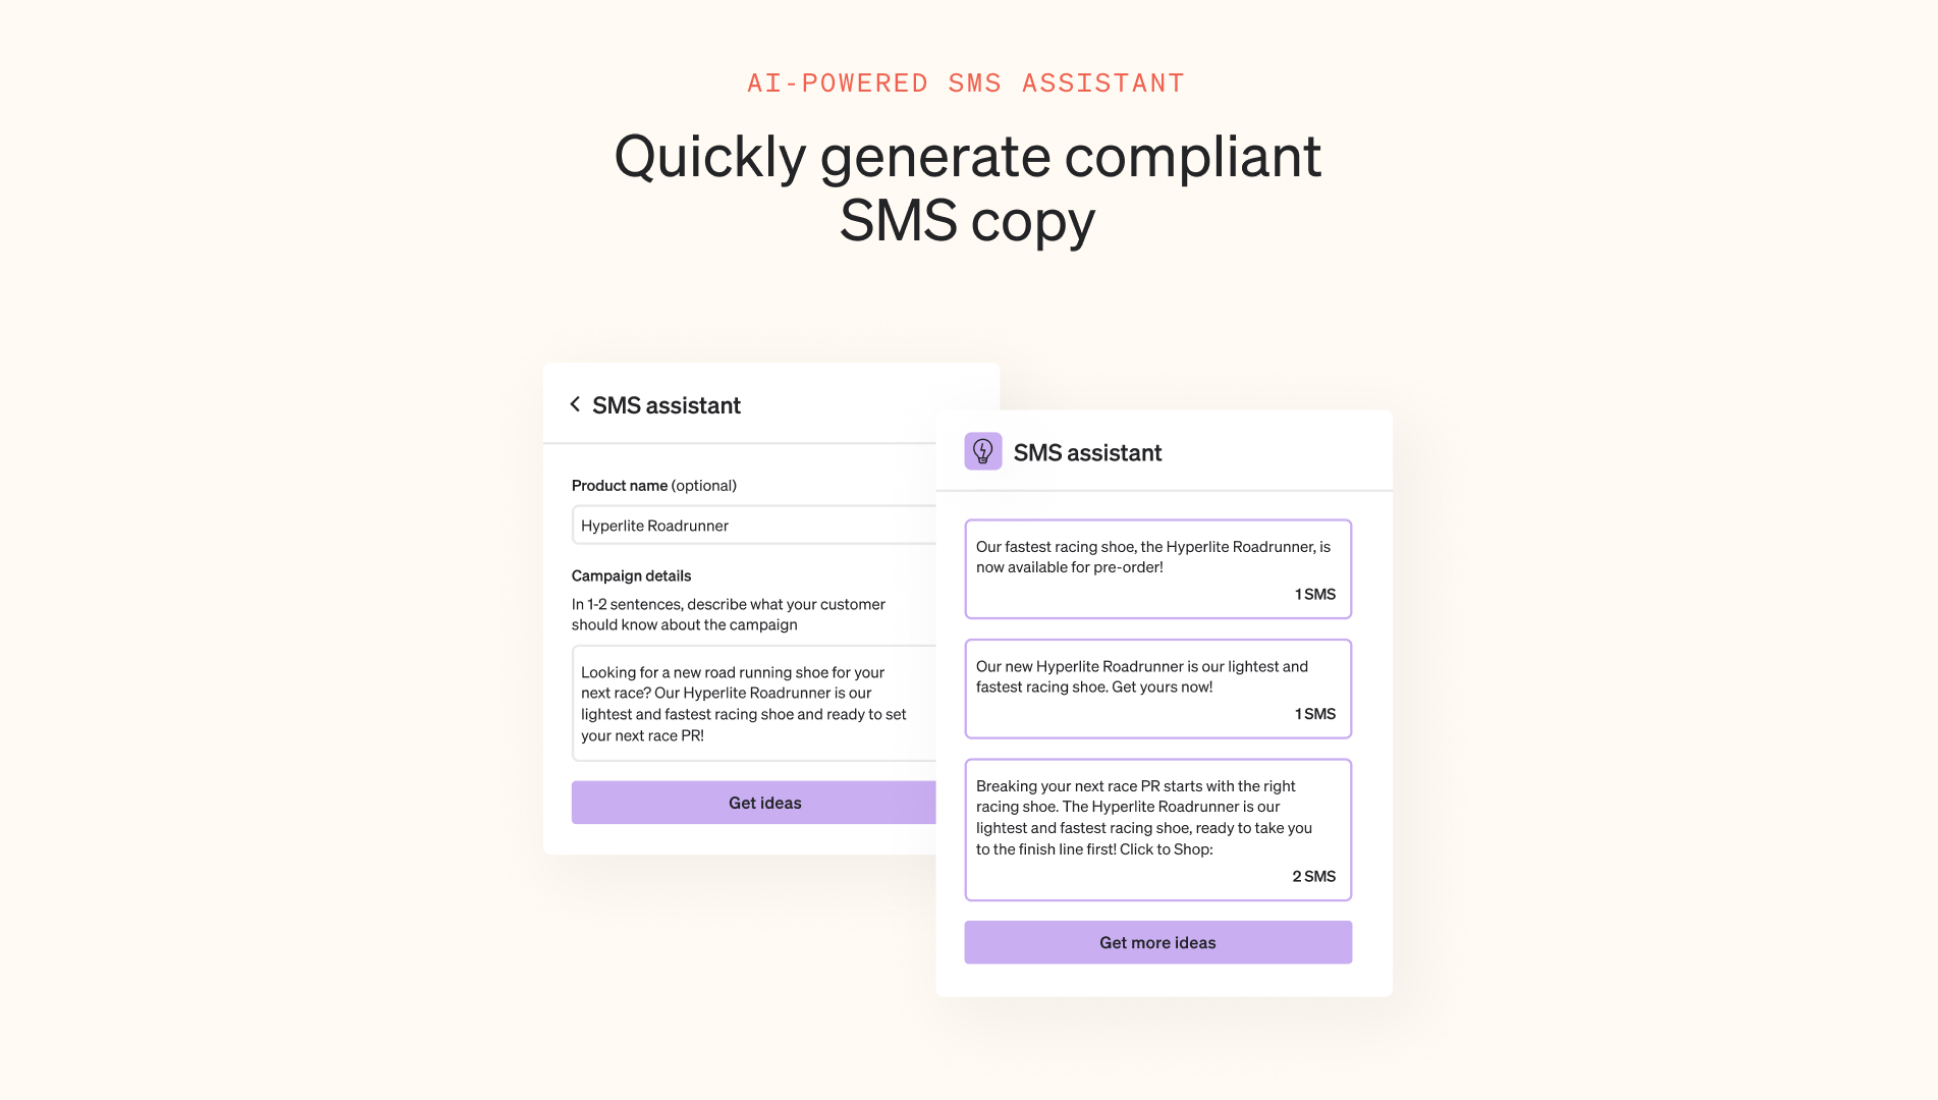 AI-POWERED SMS ASSISTANT
Quickly generate compliant
SMS copy
SMS assistant
Product name (optional)
Hyperlite Roadrunner
Campaign details
In 1-2 sentences, describe what your customer
should know about the campaign
Looking for a new road running shoe for your
next race? Our Hyperlite Roadrunner is our
lightest and fastest racing shoe and ready to set
your next race PR!
Get ideas
SMS assistant
Our fastest racing shoe, the Hyperlite Roadrunner, is
now available for pre-order!
1 SMS
Our new Hyperlite Roadrunner is our lightest and
fastest racing shoe. Get yours now!
1 SMS
Breaking your next race PR starts with the right
racing shoe. The Hyperlite Roadrunner is our
lightest and fastest racing shoe, ready to take you
to the finish line first! Click to Shop:
2 SMS
Get more ideas